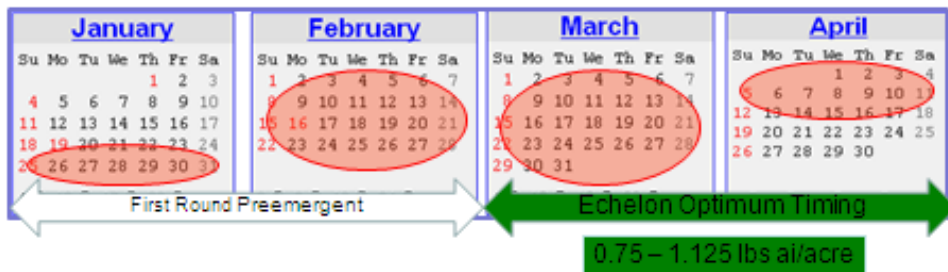 January
Su Mo Tu We Th Fr Sa
1 2 3
4 5 6 7 8 9 10
11 12 13 14 15 16 17
18 19 20 21 22 23 24
25 26 27 28 29 30 31
February
Su Mo Tu We Th Fr Sa
1 2 3 4 5 6 7
8 9 10 11 12 13 14
15 16 17 18 19 20 21
22 23 24 25 26 27 28
March
Su Mo Tu We Th Fr Sa
1 2 3 4 5 6 7
8 9 10 11 12 13 14
15 16 17 18 19 20 21
22 23 24 25 26 27 28
29 30 31
April
Su Mo Tu We Th Fr Sa
1 2 3 4
5 6 7 8 9 10 11
12 13 14 15 16 17 18
19 20 21 22 23 24 25
26 27 28 29 30
First Round Preemergent
Echelon Optimum Timing
0.75 – 1.125 lbs ai/acre